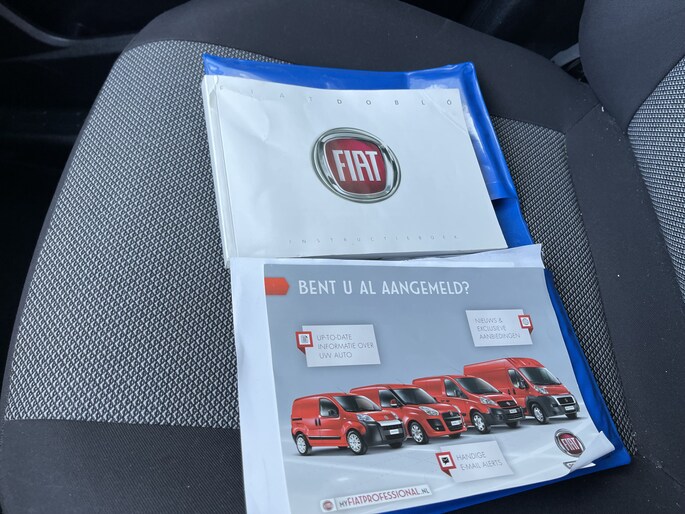 FIAT DOBLÒ
FIAT
INSTRUCTIEBOEK
BENT U AL AANGEMELD?
UP-TO-DATE
INFORMATIE OVER
UW AUTO
NIEUWS &
EXCLUSIEVE
AANBIEDINGEN
HANDIGE
E-MAIL ALERTS
FIAT
MYFIATPROFESSIONAL.NL